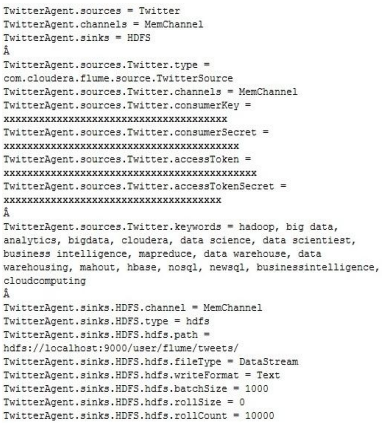 TwitterAgent.sources = Twitter
TwitterAgent.channels = MemChannel
TwitterAgent.sinks = HDFS
Â
TwitterAgent.sources.Twitter.type =
com.cloudera.flume.source.TwitterSource
TwitterAgent.sources.Twitter.channels = MemChannel
TwitterAgent.sources.Twitter.consumerKey =
xxxxxxxxxxxxxxxxxxxxxxxxxxxxxxxxxxxxx
TwitterAgent.sources.Twitter.consumerSecret =
xxxxxxxxxxxxxxxxxxxxxxxxxxxxxxxxxxxxxxx
TwitterAgent.sources.Twitter.accessToken =
xxxxxxxxxxxxxxxxxxxxxxxxxxxxxxxxxxxxxxxxxx
TwitterAgent.sources.Twitter.accessTokenSecret =
xxxxxxxxxxxxxxxxxxxxxxxxxxxxxxxxxxxx
Â
TwitterAgent.sources.Twitter.keywords = hadoop, big data,
analytics, bigdata, cloudera, data science, data scientiest,
business intelligence, mapreduce, data warehouse, data
warehousing, mahout, hbase, nosql, newsql, businessintelligence,
cloudcomputing
Â
TwitterAgent.sinks.HDFS.channel = MemChannel
TwitterAgent.sinks.HDFS.type = hdfs
TwitterAgent.sinks.HDFS.hdfs.path =
hdfs://localhost:9000/user/flume/tweets/
TwitterAgent.sinks.HDFS.hdfs.fileType = DataStream
TwitterAgent.sinks.HDFS.hdfs.writeFormat = Text
TwitterAgent.sinks.HDFS.hdfs.batchSize = 1000
TwitterAgent.sinks.HDFS.hdfs.rollSize = 0
TwitterAgent.sinks.HDFS.hdfs.rollCount = 10000